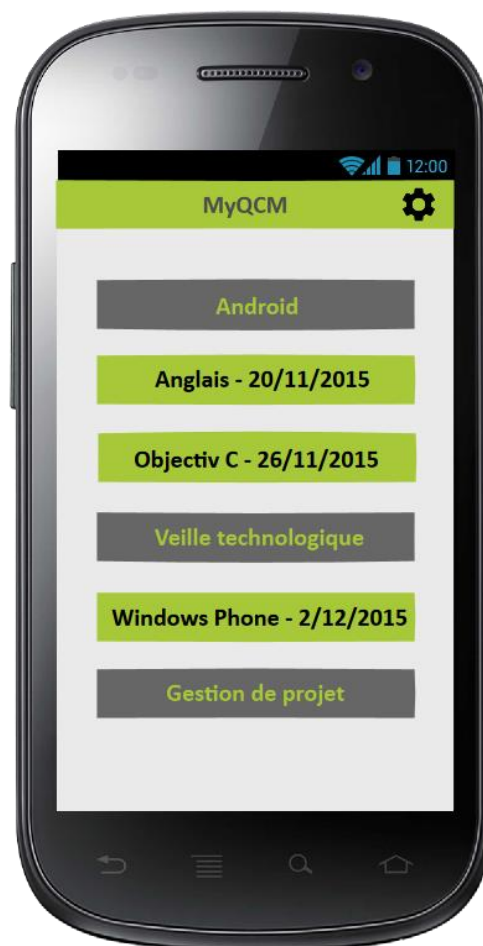 12:00
MyQCM
Android
Anglais - 20/11/2015
Objectiv C - 26/11/2015
Veille technologique
Windows Phone - 2/12/2015
Gestion de projet